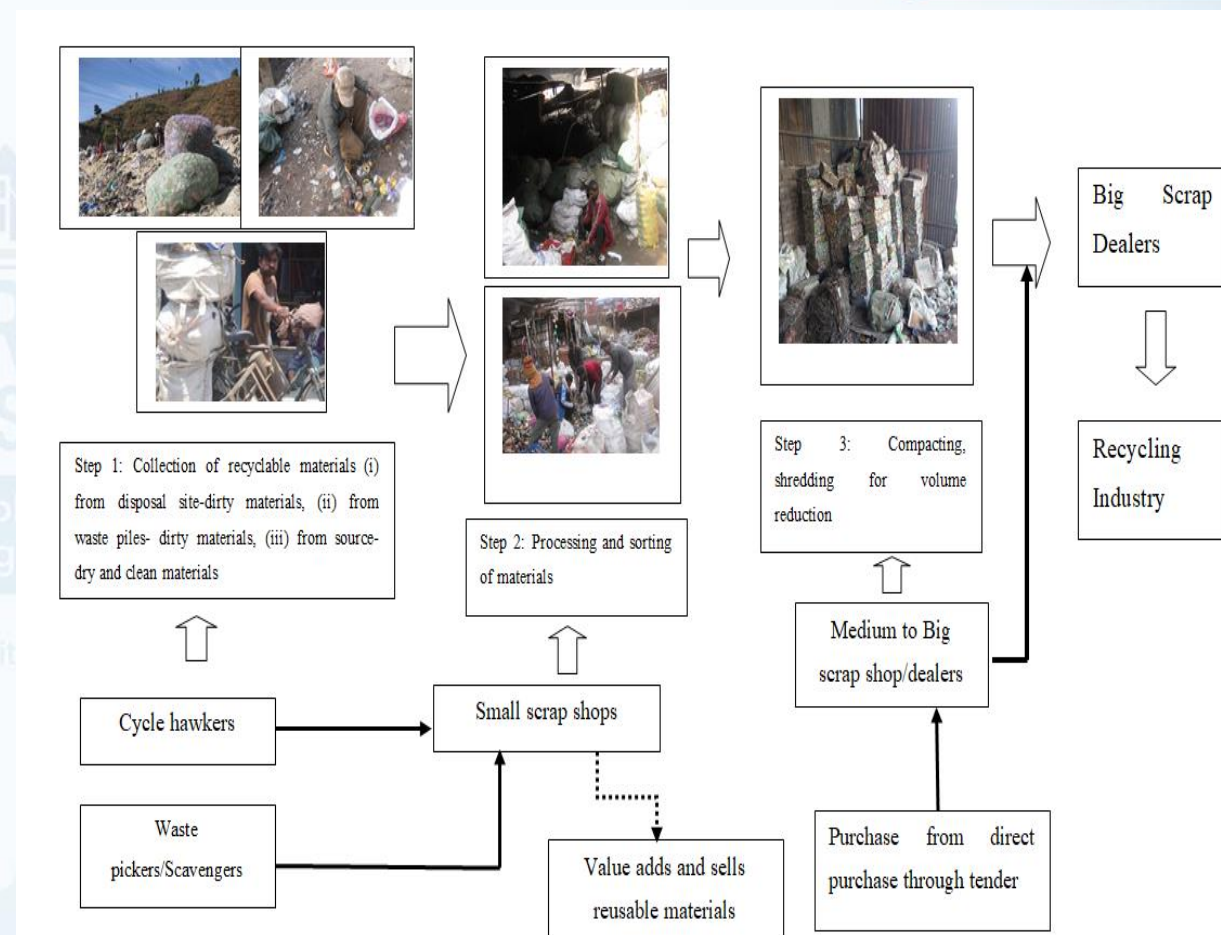 Step 1: Collection of recyclable materials (i)
from disposal site-dirty materials, (ii) from
waste piles- dirty materials, (iii) from source-
dry and clean materials
Step 2: Processing and sorting
of materials
Step 3: Compacting,
shredding for volume
reduction
Big Scrap
Dealers
Recycling
Industry
Cycle hawkers
Small scrap shops
Medium to Big
scrap shop/dealers
Waste
pickers/Scavengers
Value adds and sells
reusable materials
Purchase from direct
purchase through tender